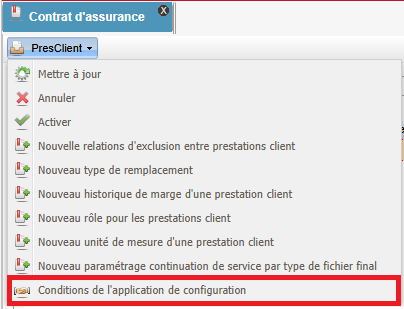 Contrat d'assurance
PresClient
Mettre à jour
Annuler
Activer
Nouvelle relations d'exclusion entre prestations client
Nouveau type de remplacement
Nouveau historique de marge d'une prestation client
Nouveau rôle pour les prestations client
Nouveau unité de mesure d'une prestation client
Nouveau paramétrage continuation de service par type de fichier final
Conditions de l'application de configuration